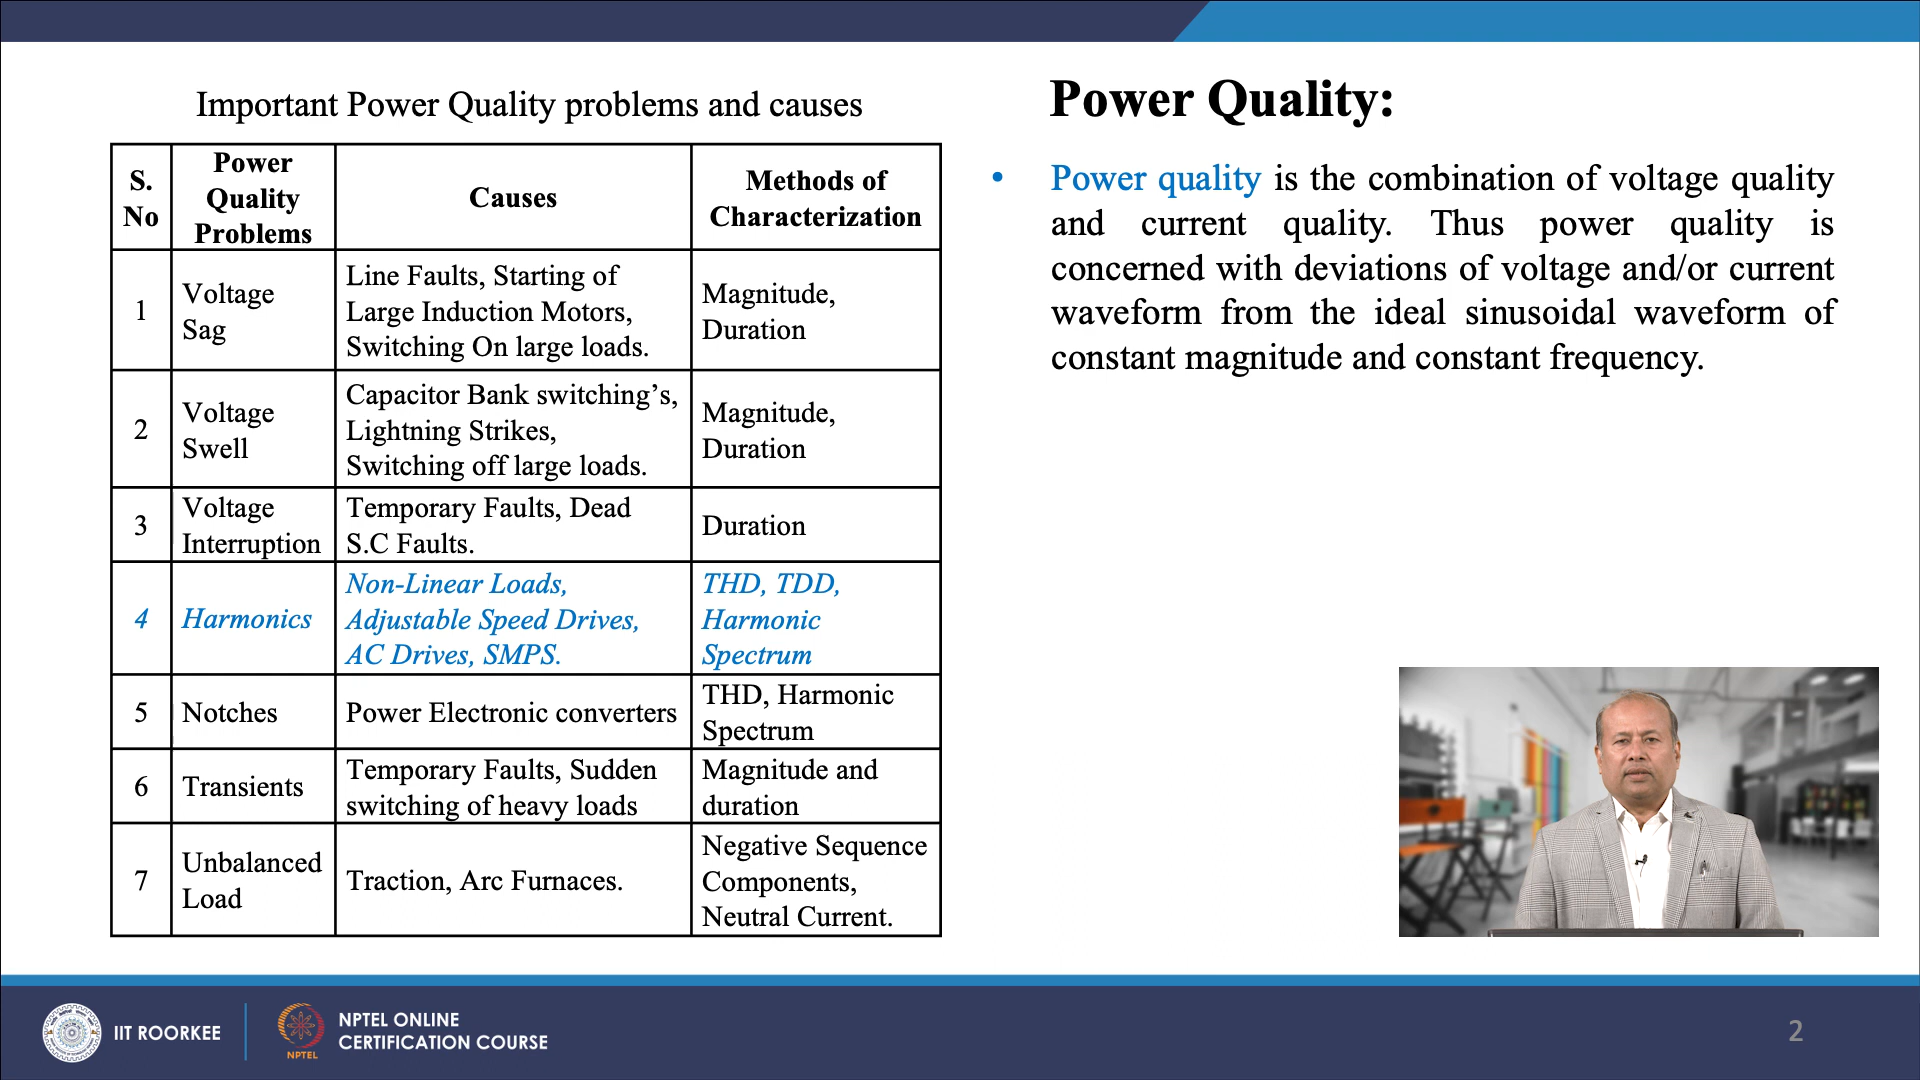 Important Power Quality problems and causes
S.
No
Power
Quality
Problems
Causes
Methods of
Characterization
1
Voltage
Sag
Line Faults, Starting of
Large Induction Motors,
Switching On large loads.
Magnitude,
Duration
2
Voltage
Swell
Capacitor Bank switching’s,
Lightning Strikes,
Switching off large loads.
Magnitude,
Duration
3
Voltage
Interruption
Temporary Faults, Dead
S.C Faults.
Duration
4
Harmonics
Non-Linear Loads,
Adjustable Speed Drives,
AC Drives, SMPS.
THD, TDD,
Harmonic
Spectrum
5
Notches
Power Electronic converters
THD, Harmonic
Spectrum
6
Transients
Temporary Faults, Sudden
switching of heavy loads
Magnitude and
duration
7
Unbalanced
Load
Traction, Arc Furnaces.
Negative Sequence
Components,
Neutral Current.
Power Quality:
• Power quality is the combination of voltage quality
and current quality. Thus power quality is
concerned with deviations of voltage and/or current
waveform from the ideal sinusoidal waveform of
constant magnitude and constant frequency.
IIT ROORKEE
NPTEL
NPTEL ONLINE
CERTIFICATION COURSE
2